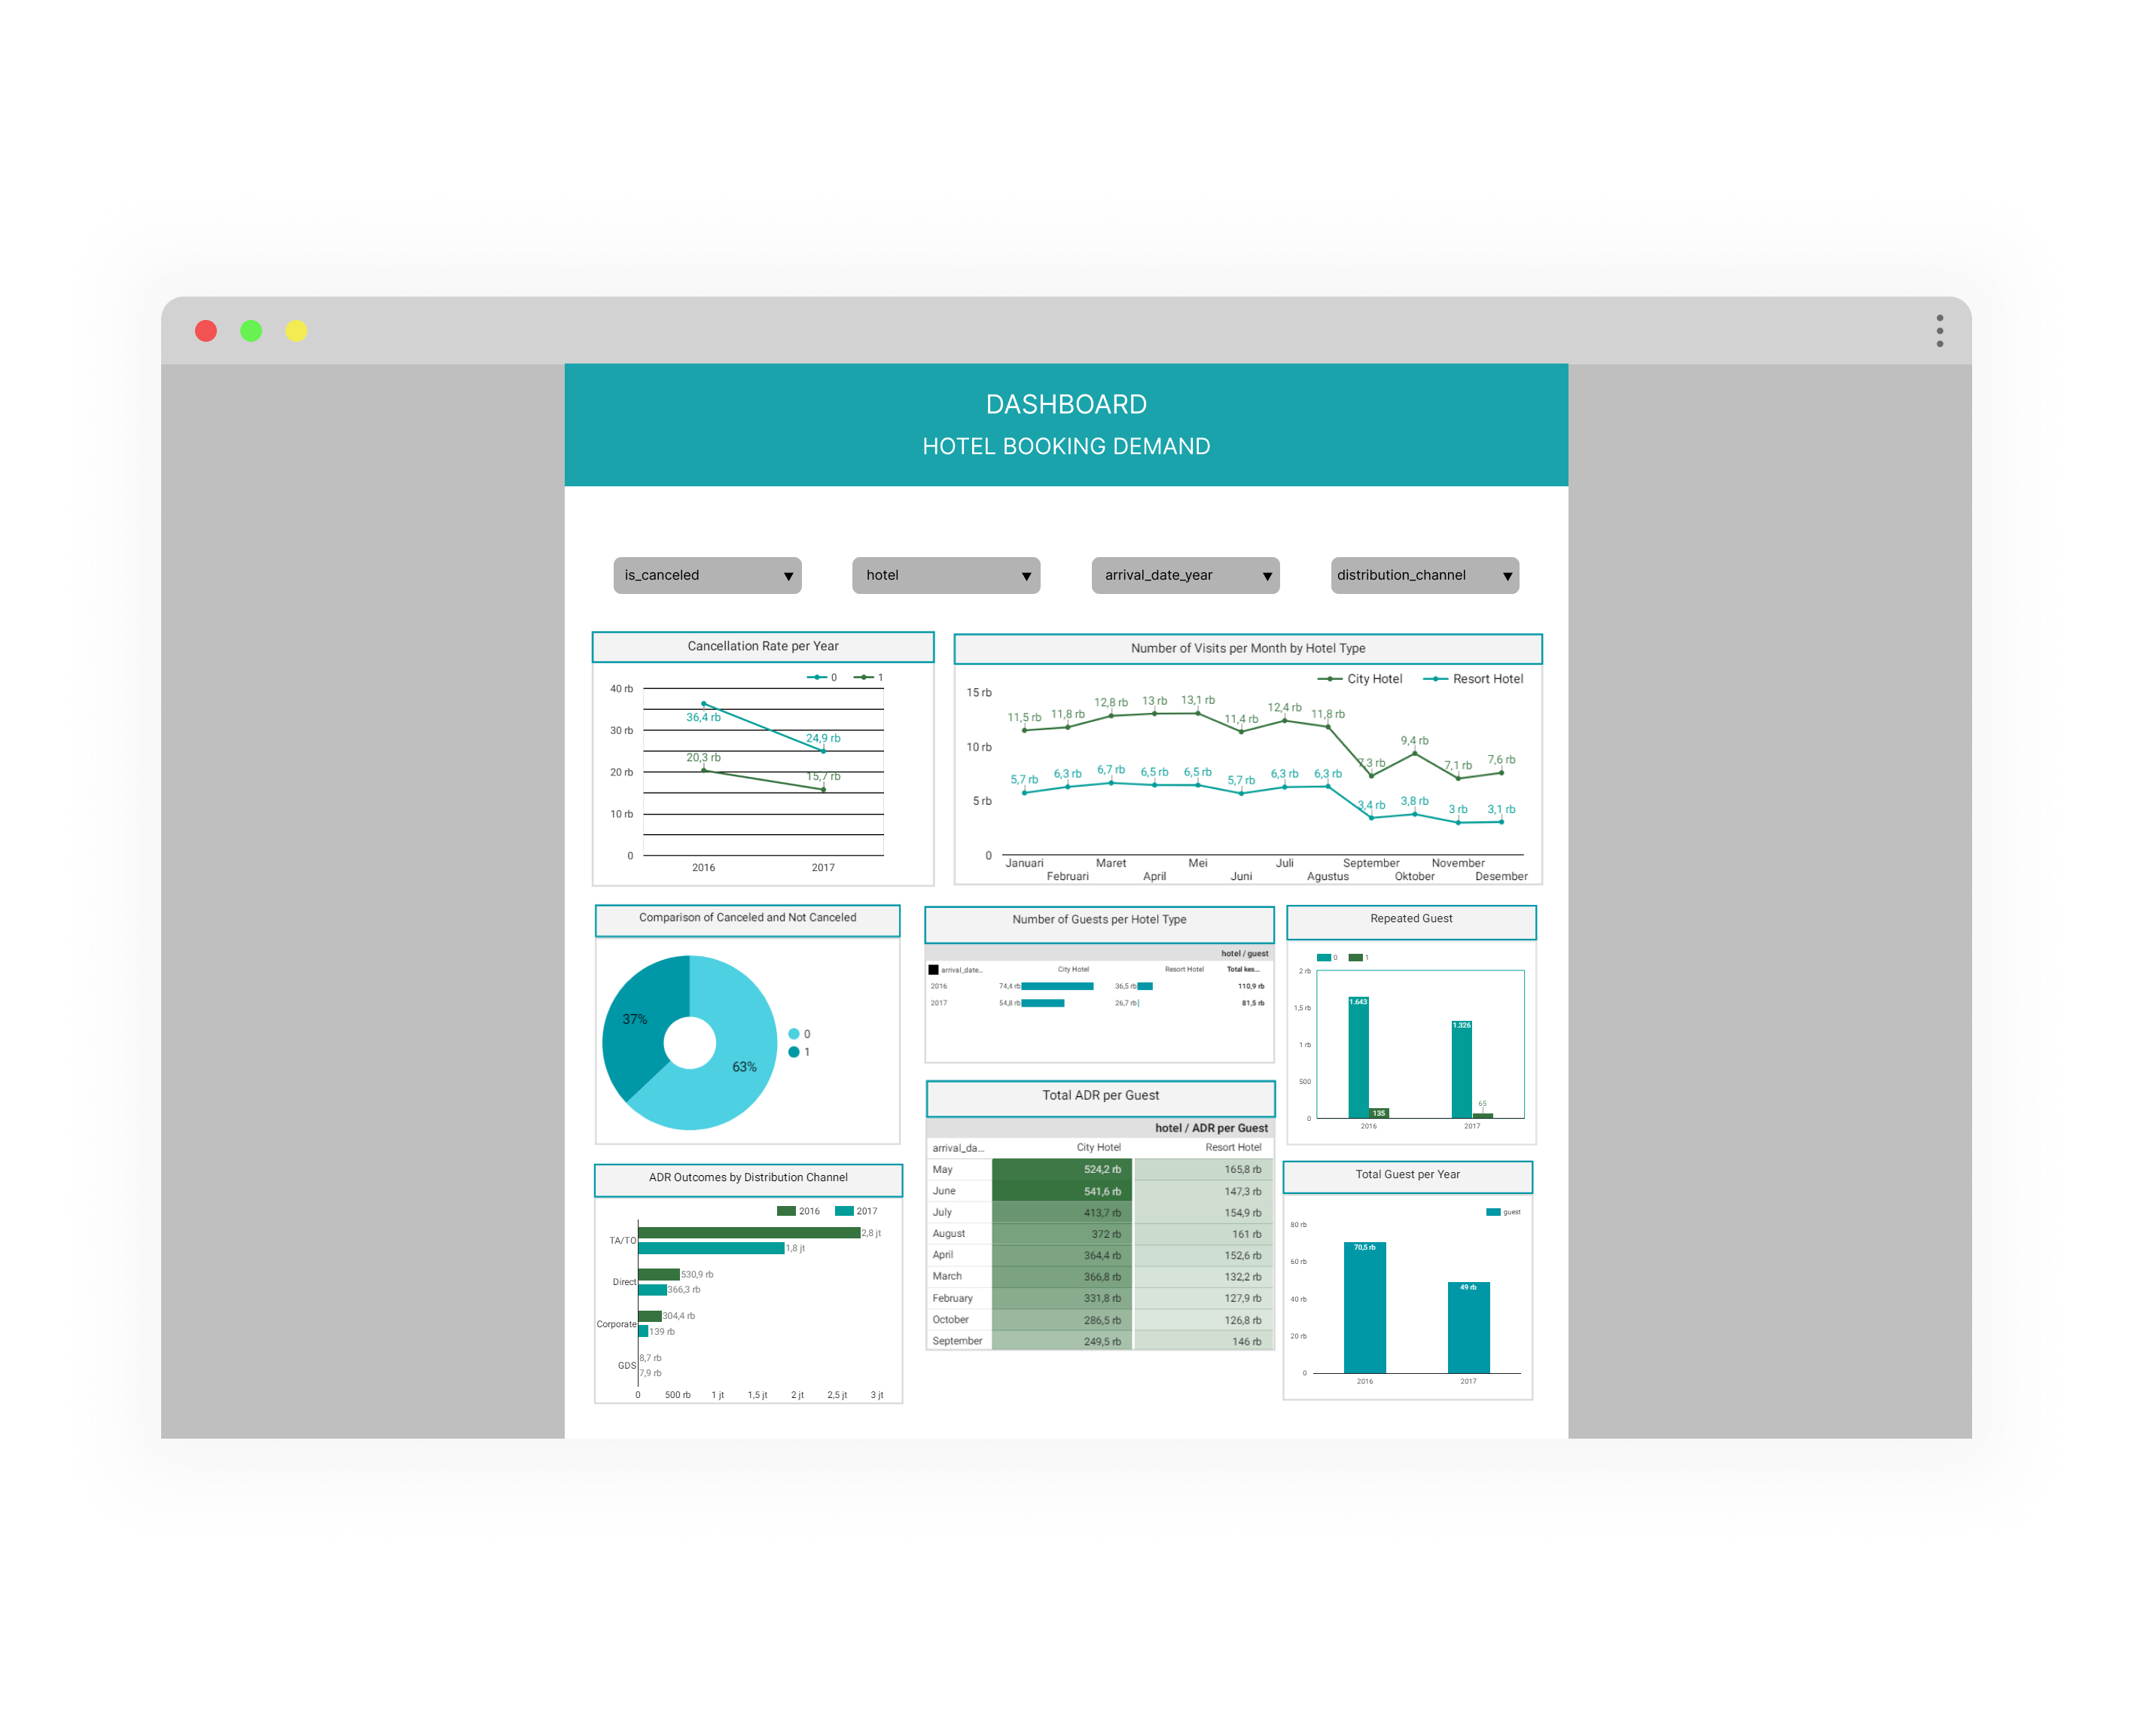 DASHBOARD
HOTEL BOOKING DEMAND
is_canceled ▼
hotel ▼
arrival_date_year ▼
distribution_channel ▼
Cancellation Rate per Year
0 1
40 rb
30 rb
20 rb
10 rb
0
36,4 rb
24,9 rb
20,3 rb
15,7 rb
2016 2017
Number of Visits per Month by Hotel Type
City Hotel Resort Hotel
15 rb
10 rb
5 rb
0
11,5 rb 11,8 rb 12,8 rb 13 rb 13,1 rb 11,4 rb 12,4 rb 11,8 rb 7,3 rb 9,4 rb 7,1 rb 7,6 rb
5,7 rb 6,3 rb 6,7 rb 6,5 rb 6,5 rb 5,7 rb 6,3 rb 6,3 rb 3,4 rb 3,8 rb 3 rb 3,1 rb
Januari Maret Mei Juli September November
Februari April Juni Agustus Oktober Desember
Comparison of Canceled and Not Canceled
37%
63%
0
1
Number of Guests per Hotel Type
hotel / guest
arrival_date... City Hotel Resort Hotel Total kes...
2016 74,4 rb 36,5 rb 110,9 rb
2017 54,8 rb 26,7 rb 81,5 rb
Repeated Guest
0 1
2 rb
1,5 rb
1 rb
500
0
1.643
135
1.326
65
2016 2017
Total ADR per Guest
hotel / ADR per Guest
arrival_da... City Hotel Resort Hotel
May 524,2 rb 165,8 rb
June 541,6 rb 147,3 rb
July 413,7 rb 154,9 rb
August 372 rb 161 rb
April 364,4 rb 152,6 rb
March 366,8 rb 132,2 rb
February 331,8 rb 127,9 rb
October 286,5 rb 126,8 rb
September 249,5 rb 146 rb
ADR Outcomes by Distribution Channel
2016 2017
TA/TO 2,8 jt
1,8 jt
Direct 530,9 rb
366,3 rb
Corporate 304,4 rb
139 rb
GDS 8,7 rb
7,9 rb
0 500 rb 1 jt 1,5 jt 2 jt 2,5 jt 3 jt
Total Guest per Year
guest
80 rb
60 rb
40 rb
20 rb
0
70,5 rb
49 rb
2016 2017